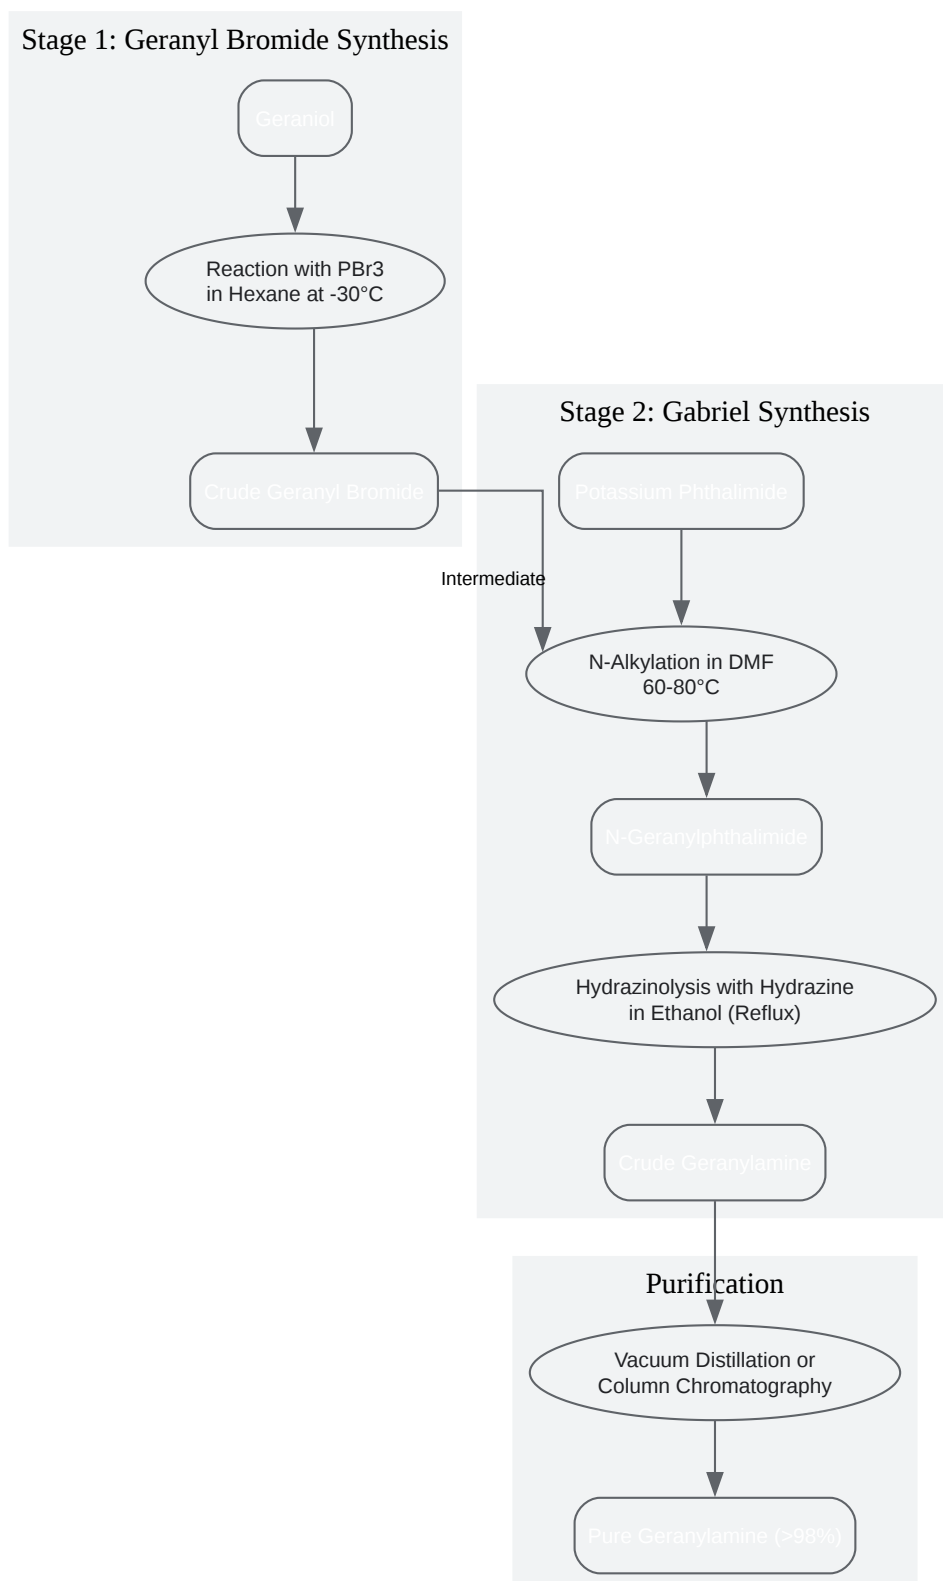 Stage 1: Geranyl Bromide Synthesis
Geraniol
Reaction with PBr3
in Hexane at -30°C
Crude Geranyl Bromide
Intermediate
Stage 2: Gabriel Synthesis
Potassium Phthalimide
N-Alkylation in DMF
60-80°C
N-Geranylphthalimide
Hydrazinolysis with Hydrazine
in Ethanol (Reflux)
Crude Geranylamine
Purification
Vacuum Distillation or
Column Chromatography
Pure Geranylamine (>98%)